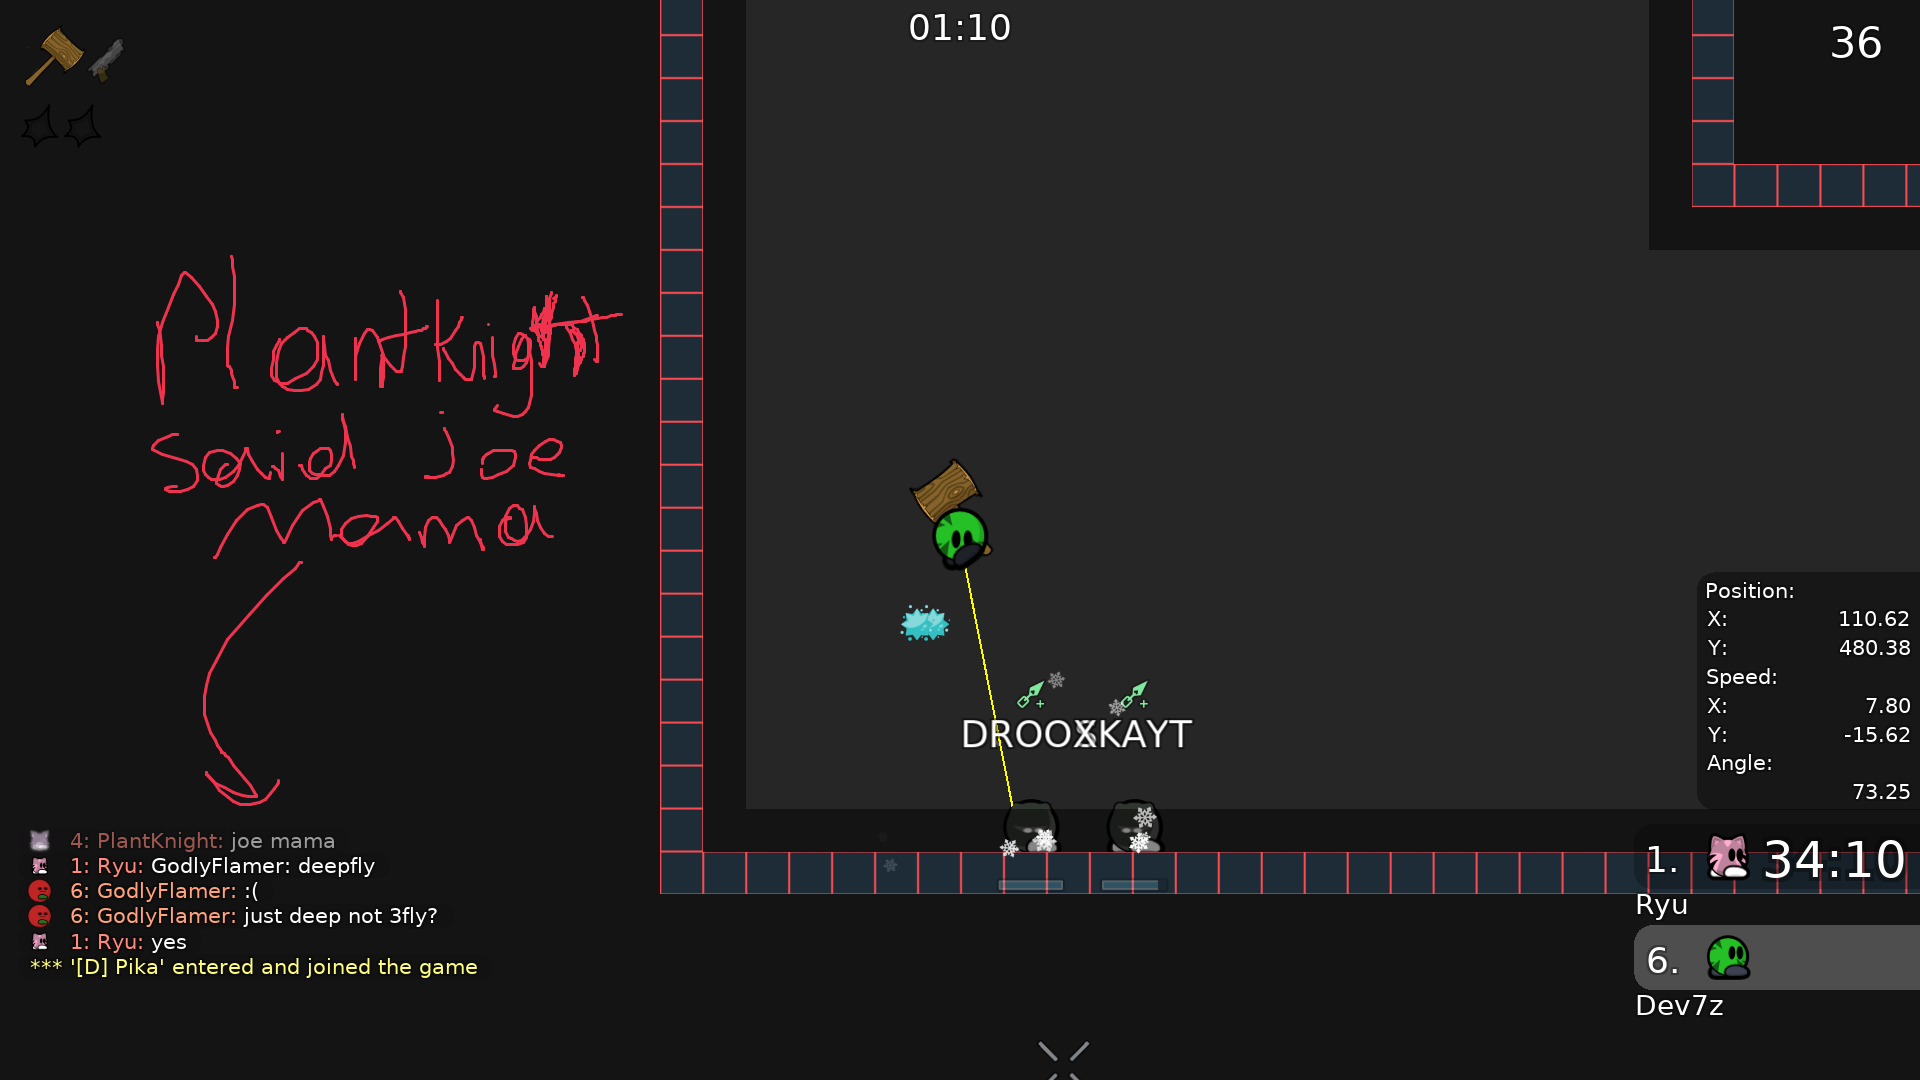 01:10
36
Plantknight
said joe
mama
DROOX
SKAYT
Position:
X: 110.62
Y: 480.38
Speed:
X: 7.80
Y: -15.62
Angle:
73.25
4: PlantKnight: joe mama
1: Ryu: GodlyFlamer: deepfly
6: GodlyFlamer: :(
6: GodlyFlamer: just deep not 3fly?
1: Ryu: yes
*** '[D] Pika' entered and joined the game
1. 34:10
Ryu
6.
Dev7z